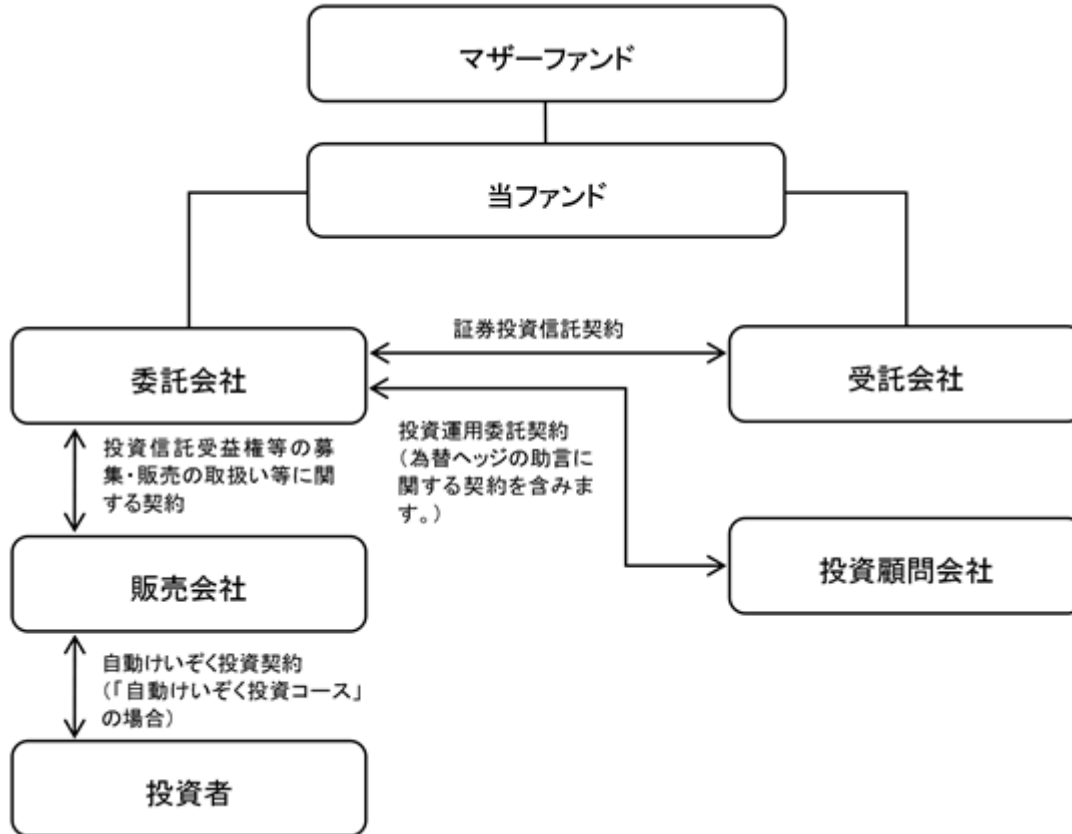 マザーファンド
当ファンド
証券投資信託契約
委託会社
受託会社
投資信託受益権等の募
集・販売の取扱い等に関
する契約
投資運用委託契約
（為替ヘッジの助言に
関する契約を含みま
す。）
販売会社
投資顧問会社
自動けいぞく投資契約
（「自動けいぞく投資コース」
の場合）
投資者